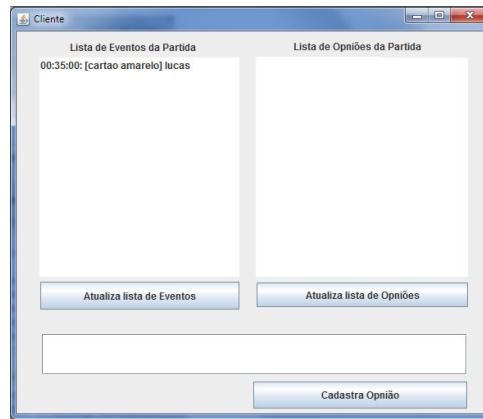 Cliente
Lista de Eventos da Partida
Lista de Opniões da Partida
00:35:00: [cartao amarelo] lucas
Atualiza lista de Eventos
Atualiza lista de Opniões
Cadastra Opnião